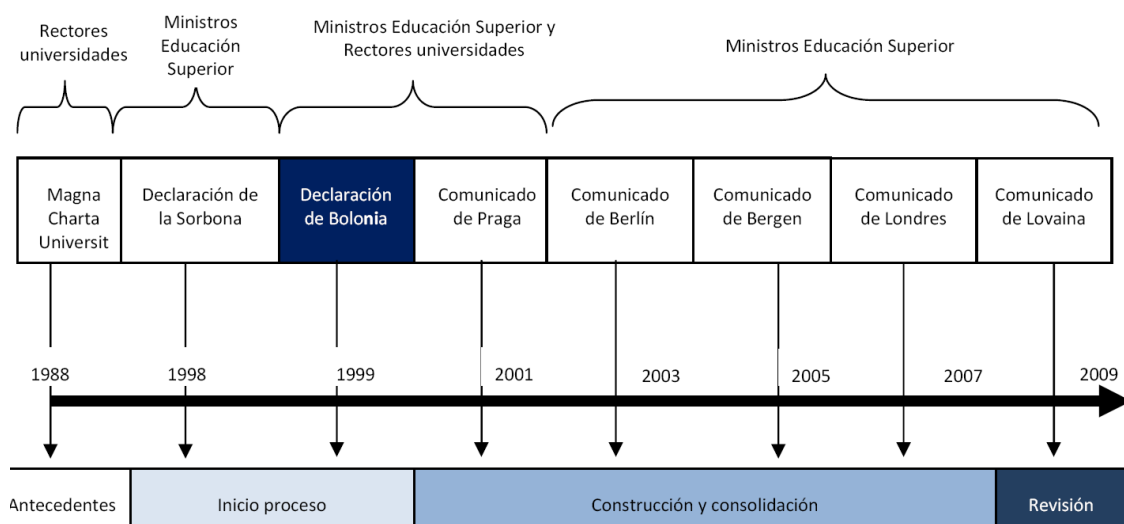 Rectores
universidades
Ministros
Educación
Superior
Ministros Educación Superior y
Rectores universidades
Ministros Educación Superior
Magna
Charta
Universit
Declaración de
la Sorbona
Declaración
de Bolonia
Comunicado
de Praga
Comunicado
de Berlín
Comunicado
de Bergen
Comunicado
de Londres
Comunicado
de Lovaina
1988
1998
1999
2001
2003
2005
2007
2009
Antecedentes
Inicio proceso
Construcción y consolidación
Revisión